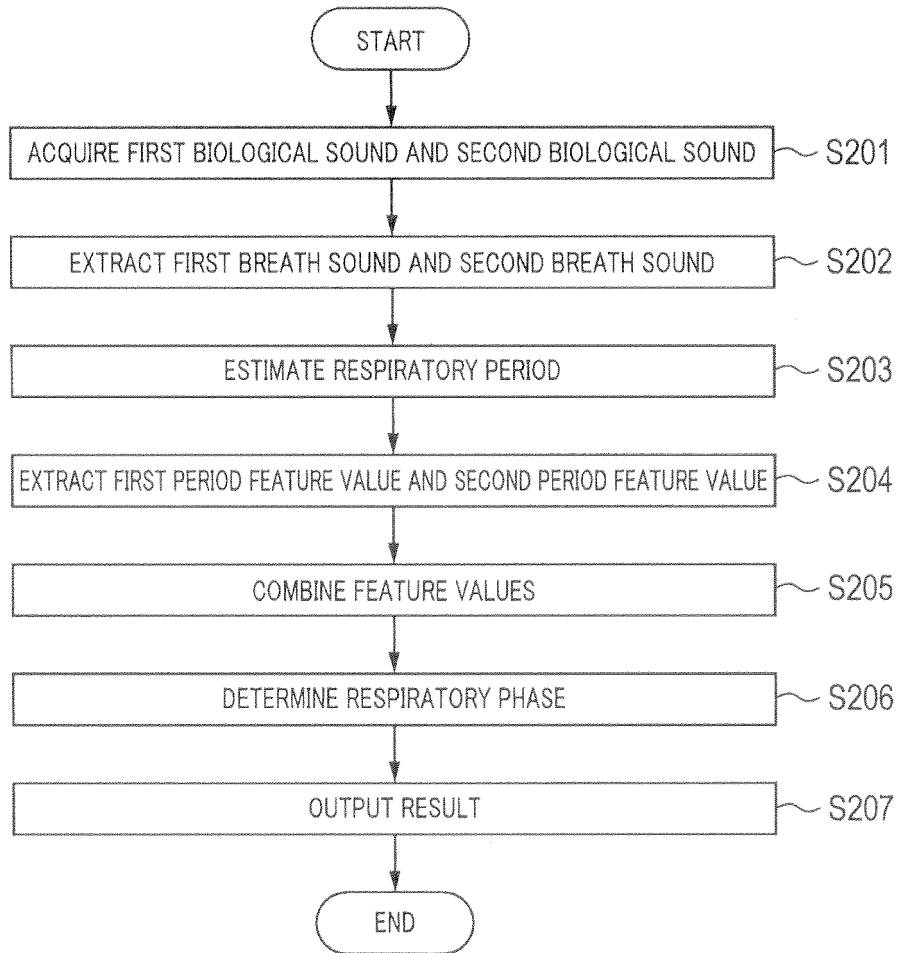 START
ACQUIRE FIRST BIOLOGICAL SOUND AND SECOND BIOLOGICAL SOUND S201
EXTRACT FIRST BREATH SOUND AND SECOND BREATH SOUND S202
ESTIMATE RESPIRATORY PERIOD S203
EXTRACT FIRST PERIOD FEATURE VALUE AND SECOND PERIOD FEATURE VALUE S204
COMBINE FEATURE VALUES S205
DETERMINE RESPIRATORY PHASE S206
OUTPUT RESULT S207
END